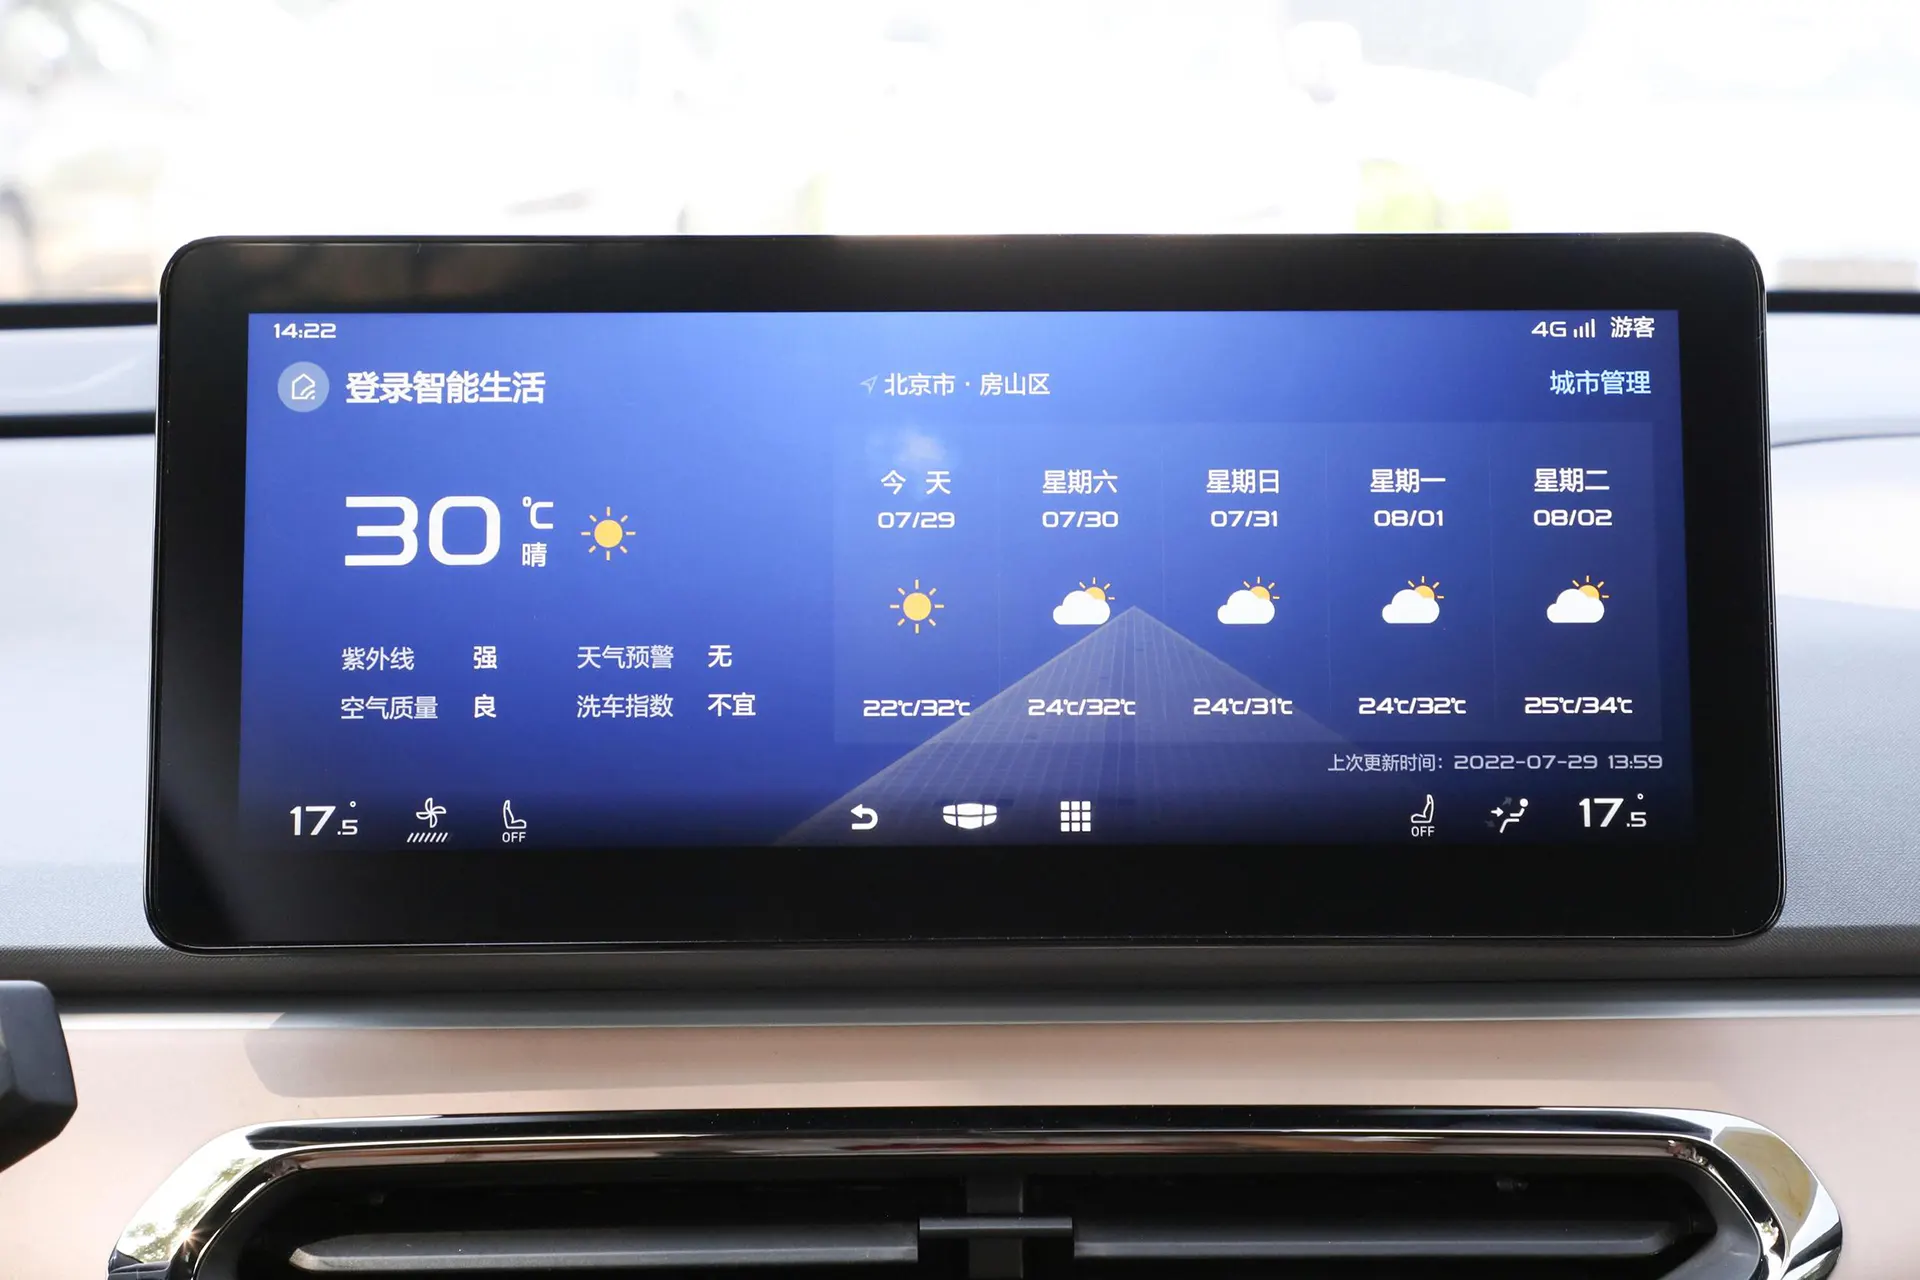 14:22
4G 游客
登录智能生活
北京市 · 房山区
城市管理
30 ℃
晴
紫外线 强 天气预警 无
空气质量 良 洗车指数 不宜
今 天 星期六 星期日 星期一 星期二
07/29 07/30 07/31 08/01 08/02
22℃/32℃ 24℃/32℃ 24℃/31℃ 24℃/32℃ 25℃/34℃
上次更新时间：2022-07-29 13:59
17.5° OFF OFF 17.5°